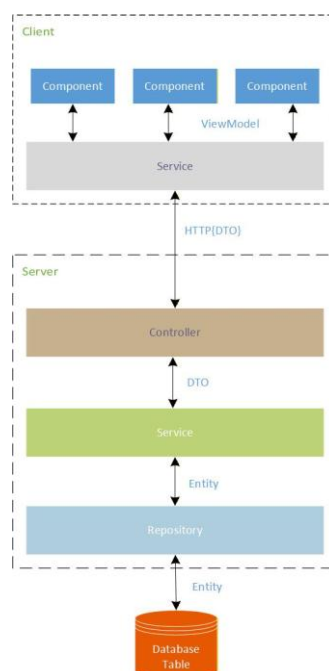 Client
Component Component Component
ViewModel
Service
HTTP(DTO)
Server
Controller
DTO
Service
Entity
Repository
Entity
Database
Table